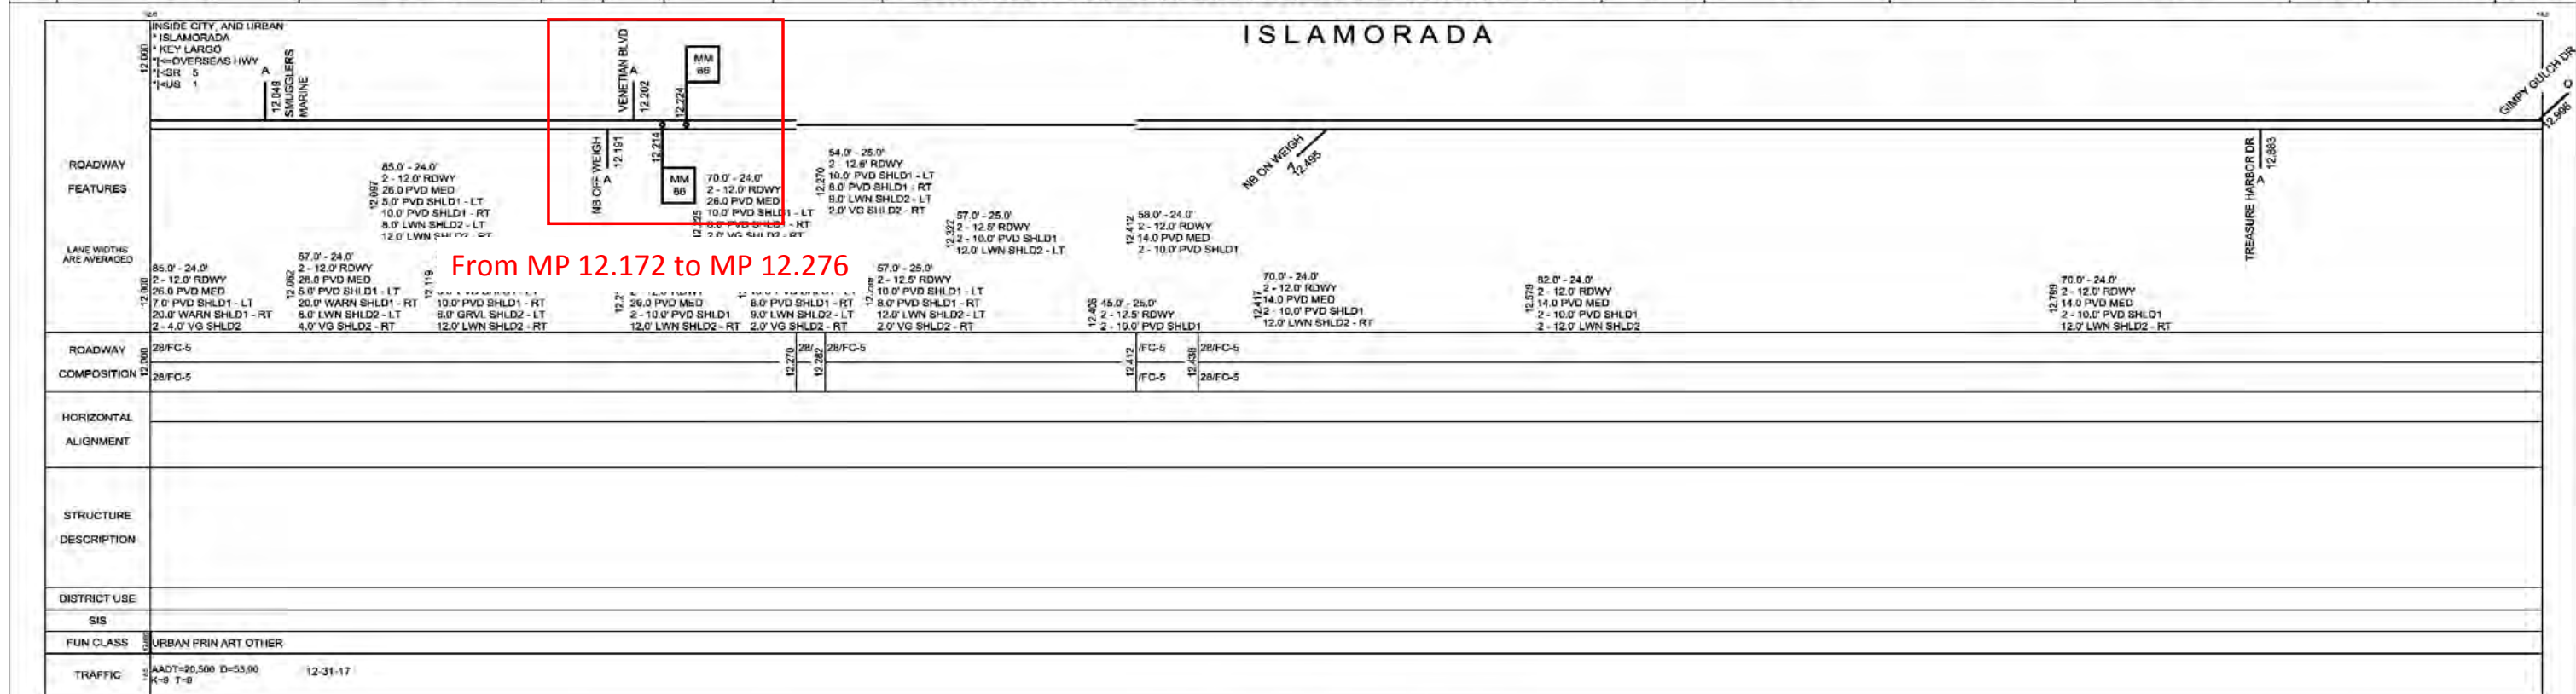 ISLAMORADA
INSIDE CITY, AND URBAN
* ISLAMORADA
* KEY LARGO
*|<=OVERSEAS HWY
*|<SR 5
*|<US 1
12.000
A
12.049
SMUGGLERS
MARINE
VENETIAN BLVD
A
12.202
MM
86
12.224
NB OFF WEIGH
A
12.191
12.214
MM
86
NB ON WEIGH
12.495
TREASURE HARBOR DR
A
12.883
GIMPY GULCH DR
12.996
ROADWAY
FEATURES
LANE WIDTHS
ARE AVERAGED
12.097
85.0' - 24.0'
2 - 12.0' RDWY
26.0 PVD MED
5.0' PVD SHLD1 - LT
10.0' PVD SHLD1 - RT
8.0' LWN SHLD2 - LT
12.0' LWN SHLD2 - RT
70.0' - 24.0'
2 - 12.0' RDWY
26.0 PVD MED
10.0' PVD SHLD1 - LT
2.0' VG SHLD2 - RT
12.270
54.0' - 25.0'
2 - 12.5' RDWY
10.0' PVD SHLD1 - LT
8.0' PVD SHLD1 - RT
9.0' LWN SHLD2 - LT
2.0' VG SHLD2 - RT
12.322
57.0' - 25.0'
2 - 12.5' RDWY
2 - 10.0' PVD SHLD1
12.0' LWN SHLD2 - LT
12.412
58.0' - 24.0'
2 - 12.0' RDWY
14.0 PVD MED
2 - 10.0' PVD SHLD1
From MP 12.172 to MP 12.276
12.000
85.0' - 24.0'
2 - 12.0' RDWY
26.0 PVD MED
7.0' PVD SHLD1 - LT
20.0' WARN SHLD1 - RT
2 - 4.0' VG SHLD2
12.062
57.0' - 24.0'
2 - 12.0' RDWY
26.0 PVD MED
5.0' PVD SHLD1 - LT
20.0' WARN SHLD1 - RT
6.0' LWN SHLD2 - LT
4.0' VG SHLD2 - RT
12.119
10.0' PVD SHLD1 - RT
6.0' GRVL SHLD2 - LT
12.0' LWN SHLD2 - RT
12.21
2 - 12.0' RDWY
26.0 PVD MED
2 - 10.0' PVD SHLD1
12.0' LWN SHLD2 - RT
8.0' PVD SHLD1 - RT
9.0' LWN SHLD2 - LT
2.0' VG SHLD2 - RT
57.0' - 25.0'
2 - 12.5' RDWY
10.0' PVD SHLD1 - LT
8.0' PVD SHLD1 - RT
12.0' LWN SHLD2 - LT
2.0' VG SHLD2 - RT
12.406
45.0' - 25.0'
2 - 12.5' RDWY
2 - 10.0' PVD SHLD1
12.417
70.0' - 24.0'
2 - 12.0' RDWY
14.0 PVD MED
2 - 10.0' PVD SHLD1
12.0' LWN SHLD2 - RT
12.579
82.0' - 24.0'
2 - 12.0' RDWY
14.0 PVD MED
2 - 10.0' PVD SHLD1
2 - 12.0' LWN SHLD2
12.799
70.0' - 24.0'
2 - 12.0' RDWY
14.0 PVD MED
2 - 10.0' PVD SHLD1
12.0' LWN SHLD2 - RT
ROADWAY
COMPOSITION
12.000
28/FC-5
28/FC-5
12.270
28/
12.282
28/FC-5
12.412
/FC-5
/FC-5
12.438
28/FC-5
28/FC-5
HORIZONTAL
ALIGNMENT
STRUCTURE
DESCRIPTION
DISTRICT USE
SIS
FUN CLASS
URBAN PRIN ART OTHER
TRAFFIC
AADT=20,500 D=53.90 12-31-17
K=9 T=9